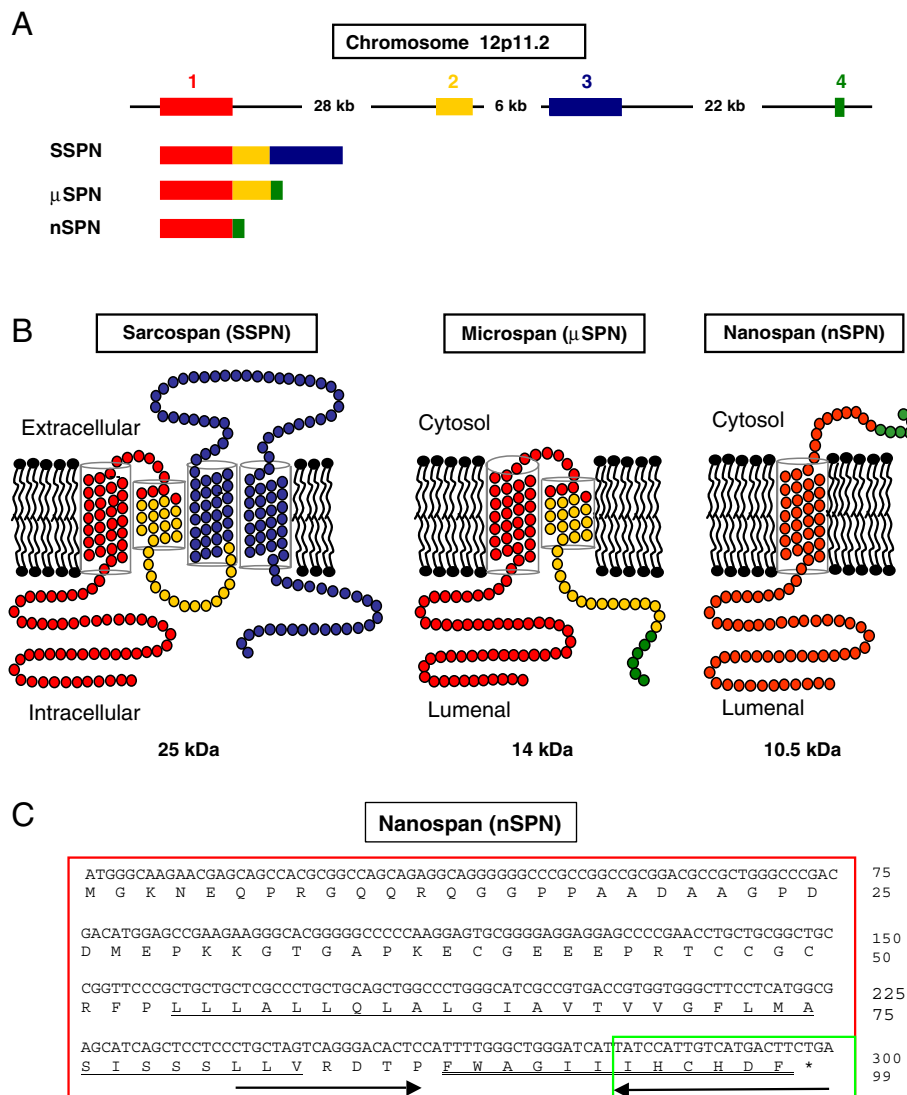 A
Chromosome 12p11.2
1 2 3 4
28 kb 6 kb 22 kb
SSPN
μSPN
nSPN
B
Sarcospan (SSPN) Microspan (μSPN) Nanospan (nSPN)
Extracellular Cytosol Cytosol
Intracellular Lumenal Lumenal
25 kDa 14 kDa 10.5 kDa
C
Nanospan (nSPN)
ATGGGCAAGAACGAGCAGCCACGCGGCCAGCAGAGGCAGGGGGGCCCGCCGGCCGCGGACGCCGCTGGGCCCGAC 75
M G K N E Q P R G Q Q R Q G G P P A A D A A G P D 25
GACATGGAGCCGAAGAAGGGCACGGGGGCCCCCAAGGAGTGCGGGGAGGAGGAGCCCCGAACCTGCTGCGGCTGC 150
D M E P K K G T G A P K E C G E E E P R T C C G C 50
CGGTTCCCGCTGCTGCTCGCCCTGCTGCAGCTGGCCCTGGGCATCGCCGTGACCGTGGTGGGCTTCCTCATGGCG 225
R F P L L L A L L Q L A L G I A V T V V G F L M A 75
AGCATCAGCTCCTCCCTGCTAGTCAGGGACACTCCATTTTGGGCTGGGATCATTATCCATTGTCATGACTTCTGA 300
S I S S S L L V R D T P F W A G I I I H C H D F * 99